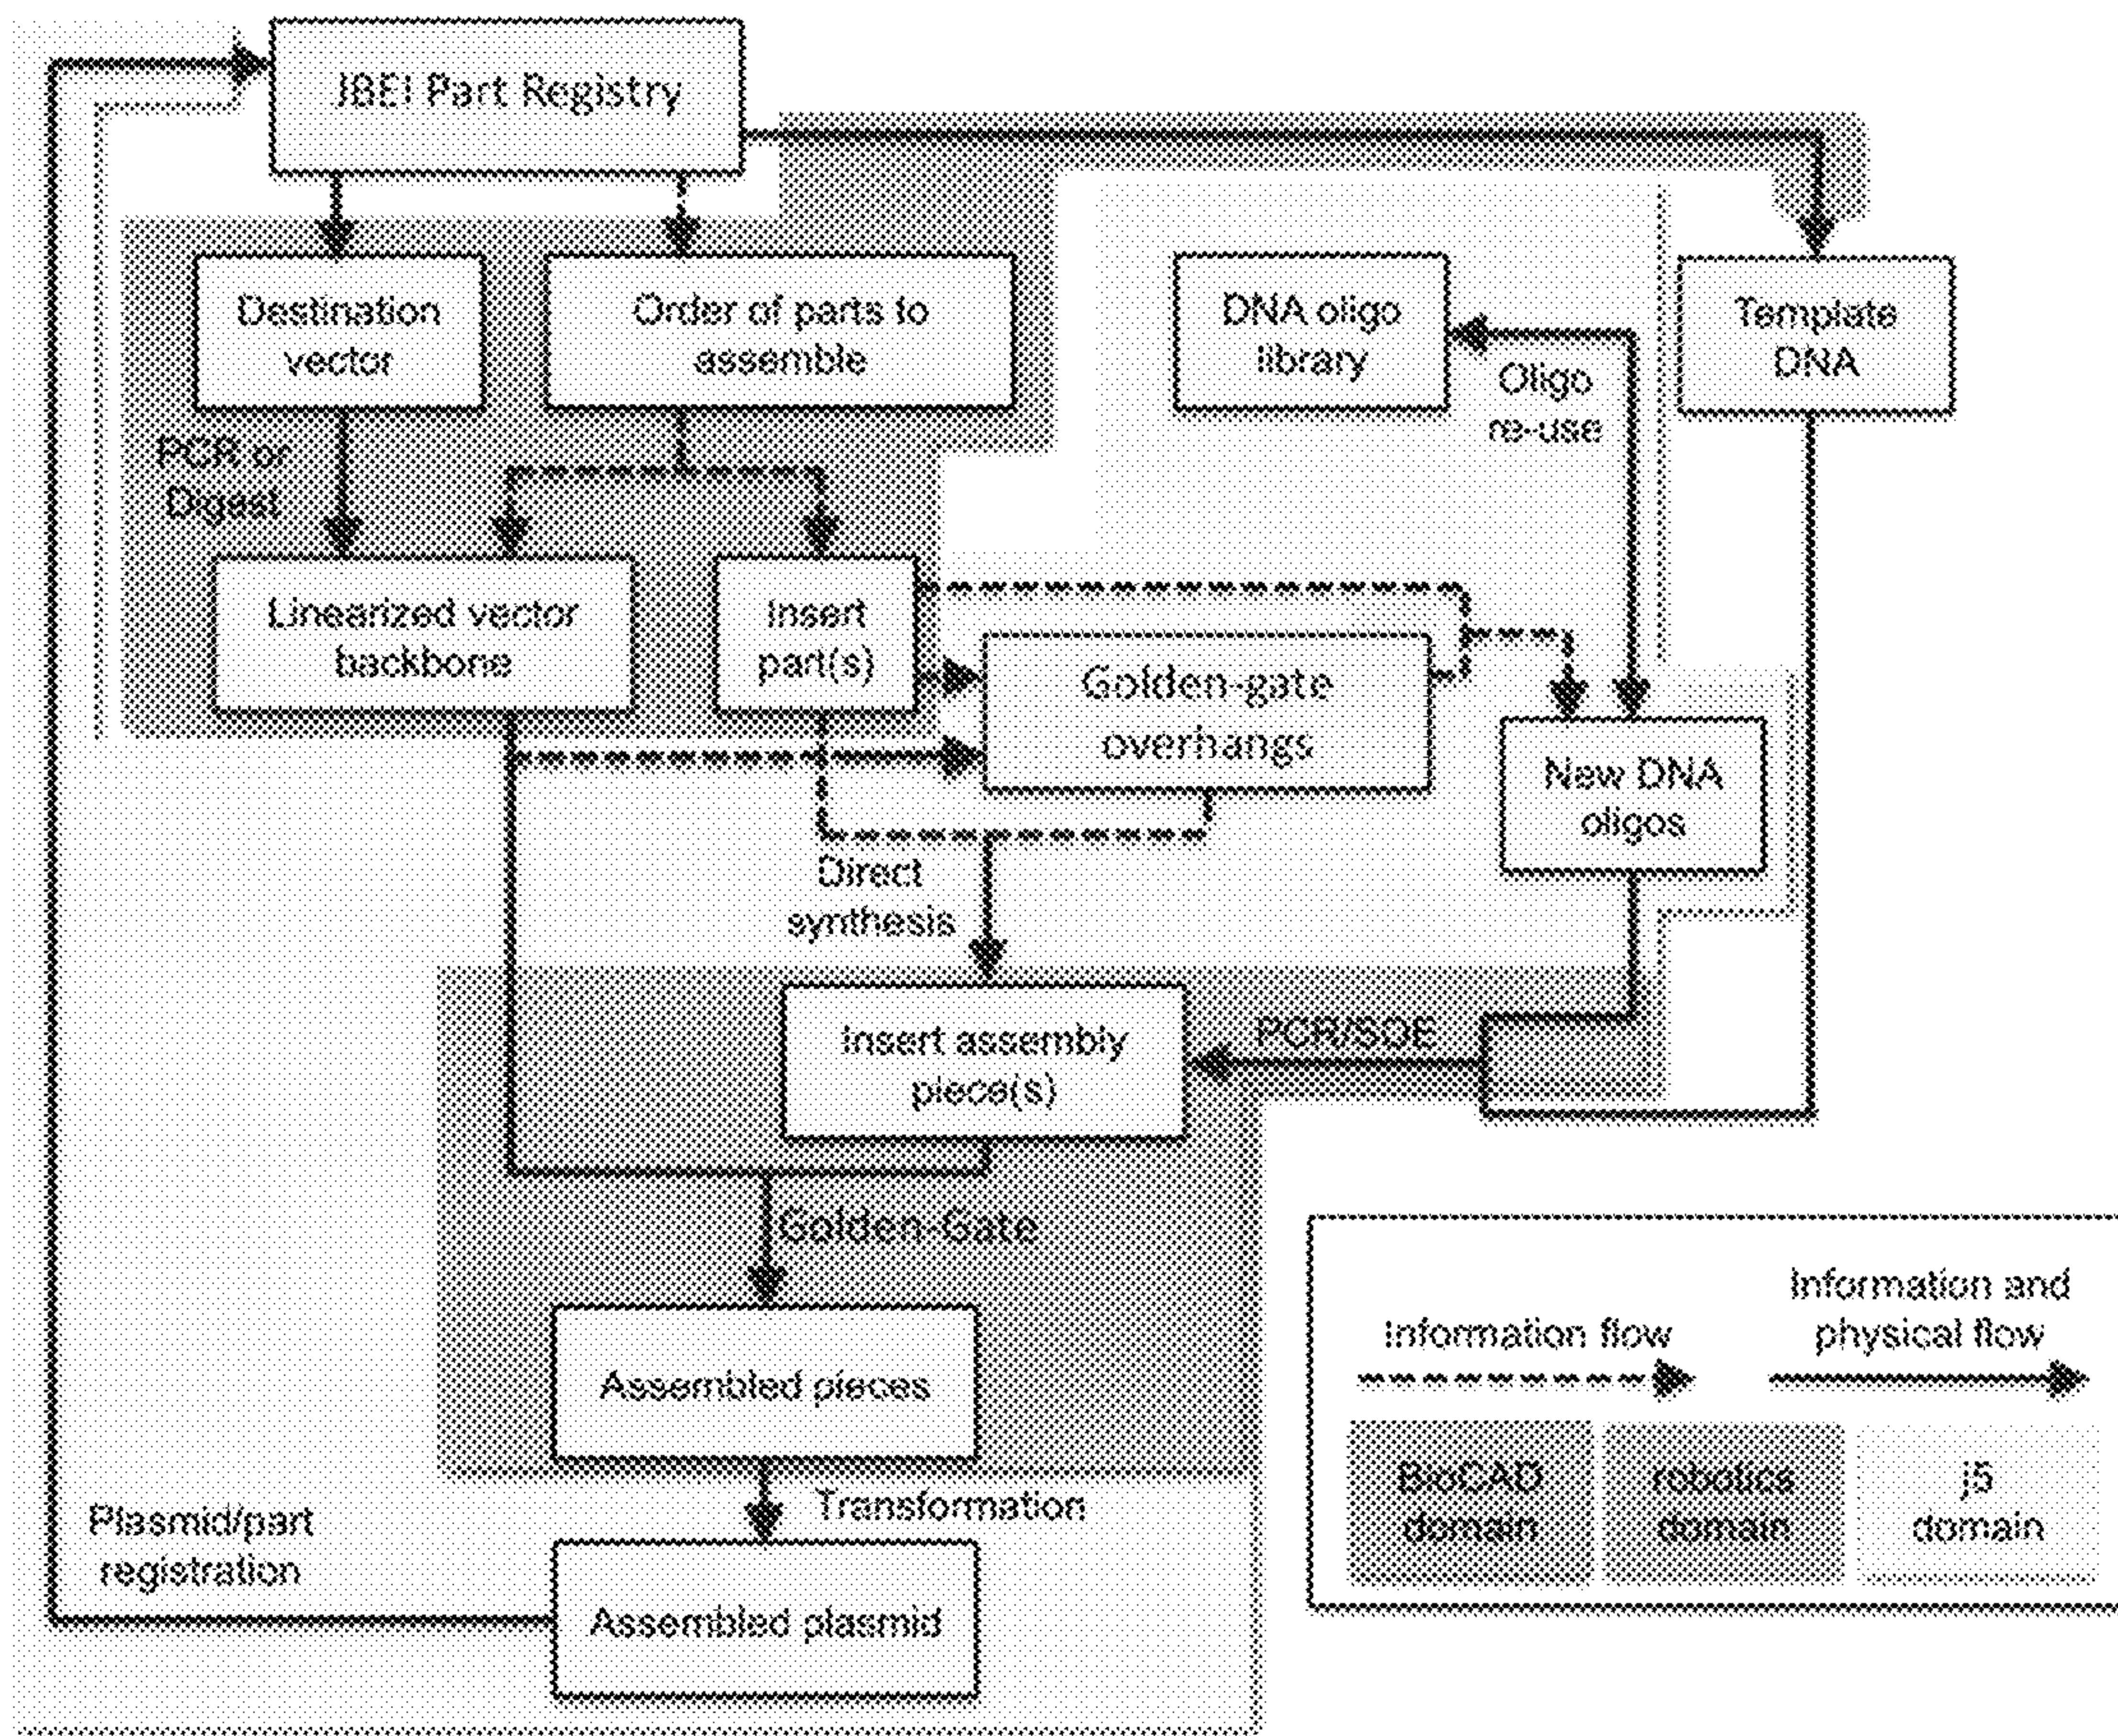 JBEI Part Registry
Destination
vector
Order of parts to
assemble
DNA oligo
library
Template
DNA
Oligo
re-use
PCR or
Digest
Linearized vector
backbone
Insert
part(s)
Golden-gate
overhangs
New DNA
oligos
Direct
synthesis
Insert assembly
piece(s)
PCR/SOE
Golden-Gate
Assembled pieces
Transformation
Plasmid/part
registration
Assembled plasmid
Information flow
Information and
physical flow
BioCAD
domain
robotics
domain
j5
domain